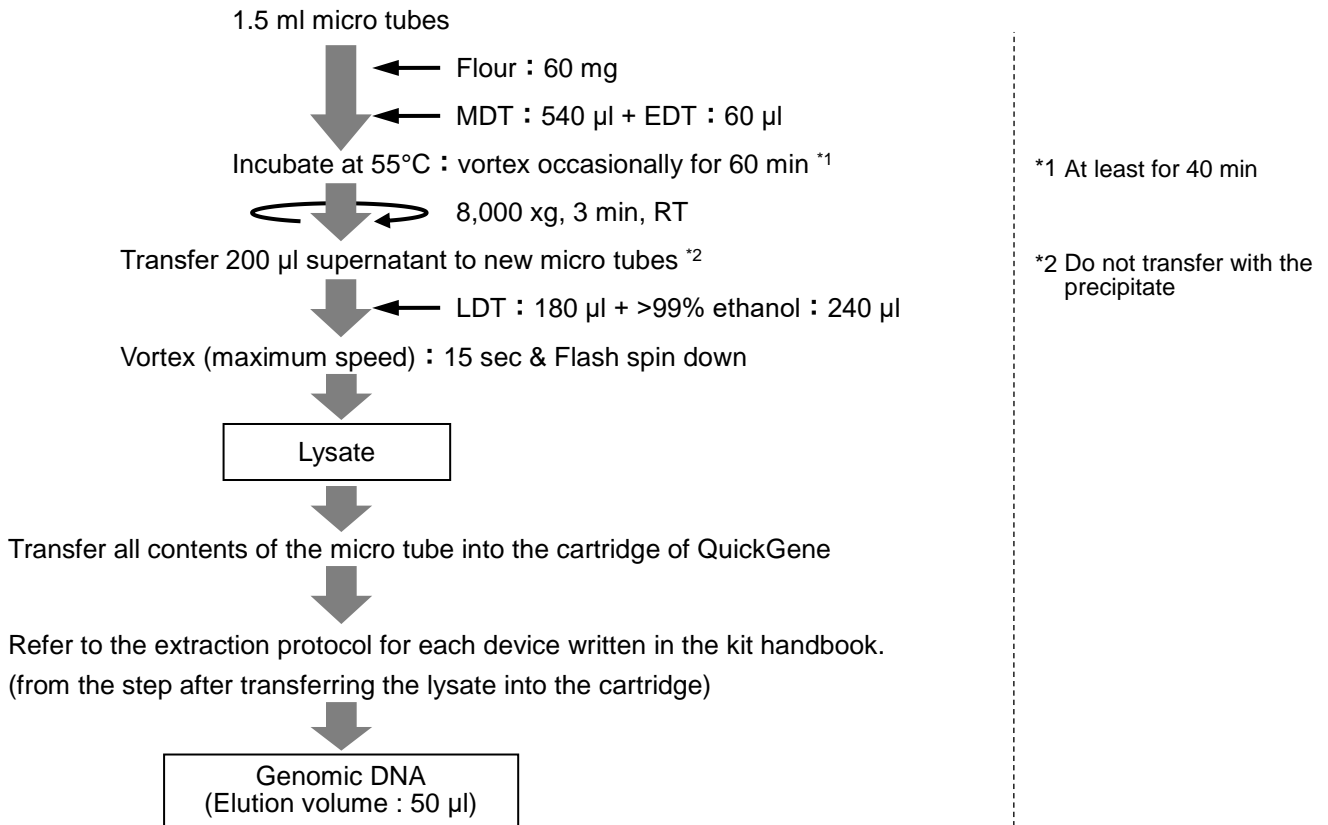 1.5 ml micro tubes
Flour：60 mg
MDT：540 µl + EDT：60 µl
Incubate at 55°C：vortex occasionally for 60 min *1
*1 At least for 40 min
8,000 xg, 3 min, RT
Transfer 200 µl supernatant to new micro tubes *2
*2 Do not transfer with the
precipitate
LDT：180 µl + >99% ethanol：240 µl
Vortex (maximum speed)：15 sec & Flash spin down
Lysate
Transfer all contents of the micro tube into the cartridge of QuickGene
Refer to the extraction protocol for each device written in the kit handbook.
(from the step after transferring the lysate into the cartridge)
Genomic DNA
(Elution volume : 50 µl)